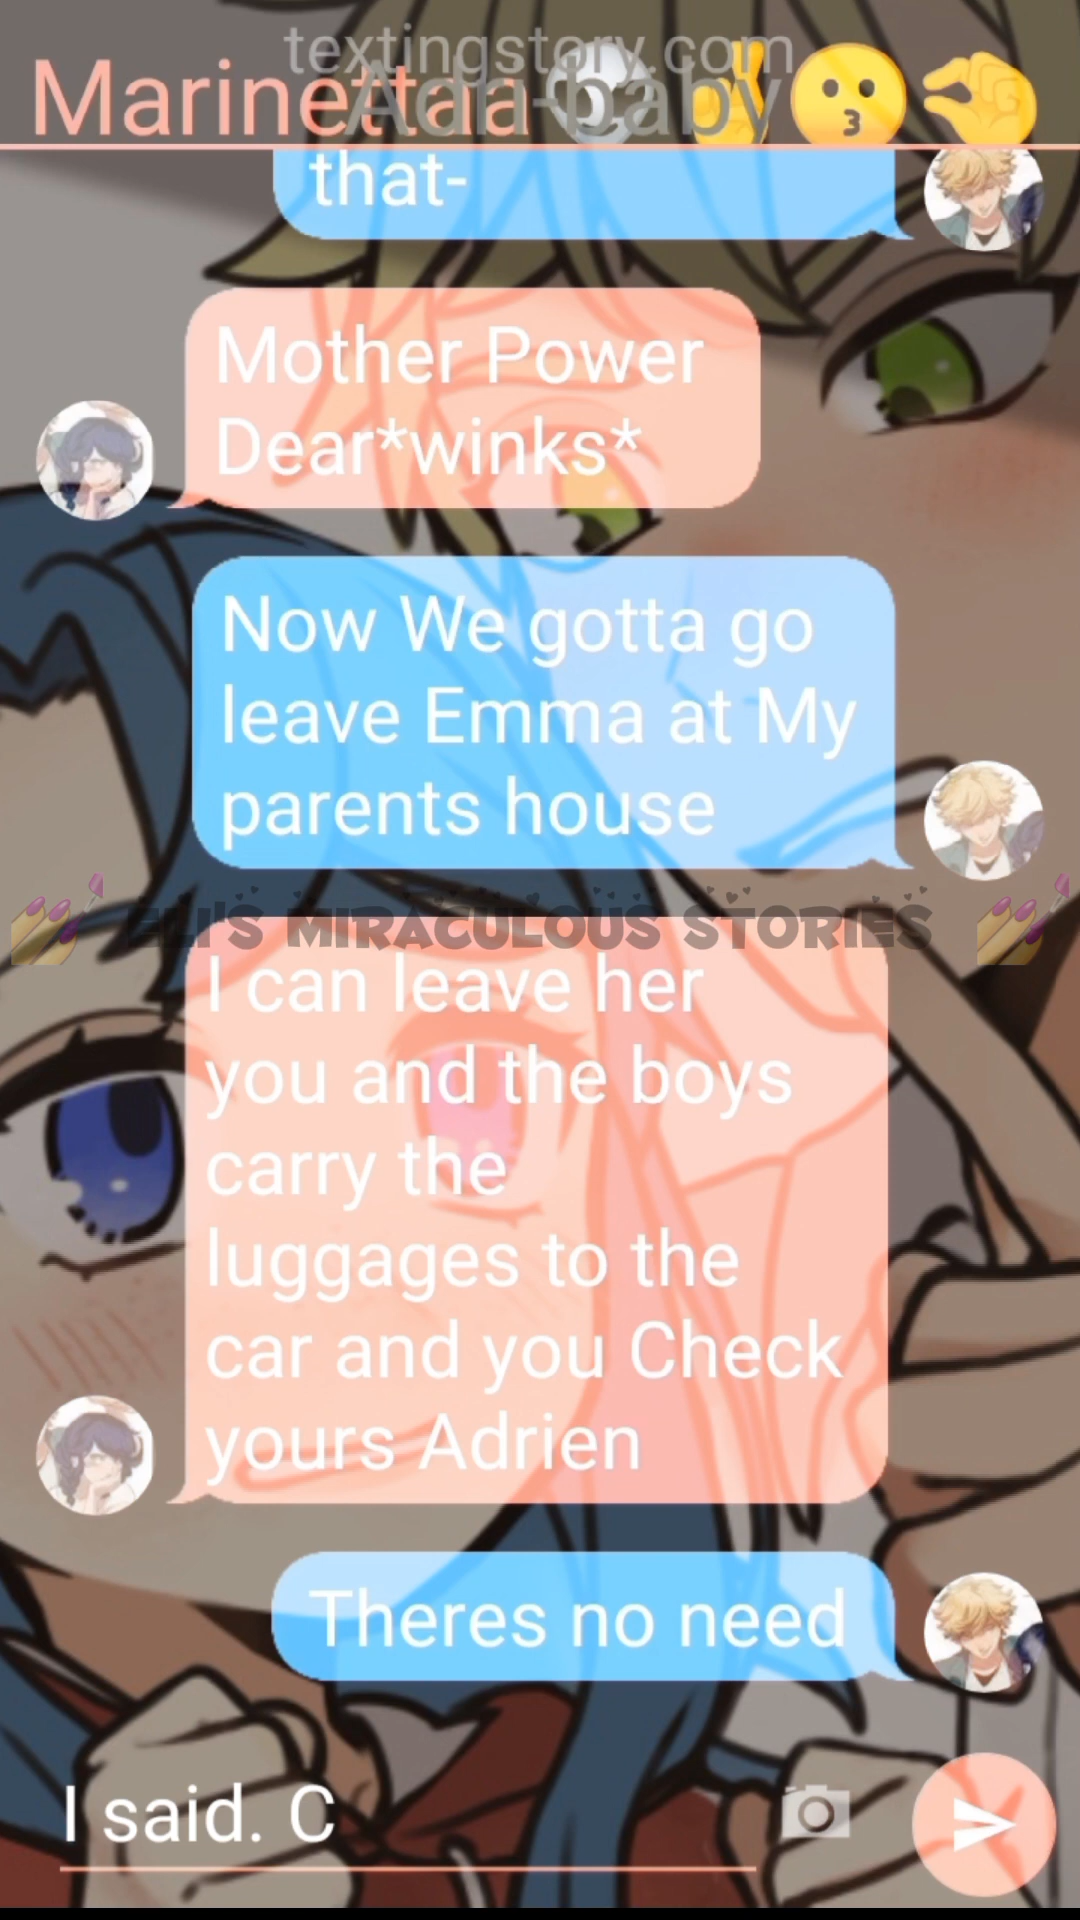 textingstory.com
Marinettaa
Adri-baby
that-
Mother Power
Dear*winks*
Now We gotta go
leave Emma at My
parents house
ELI'S MIRACULOUS STORIES
I can leave her
you and the boys
carry the
luggages to the
car and you Check
yours Adrien
Theres no need
I said. C